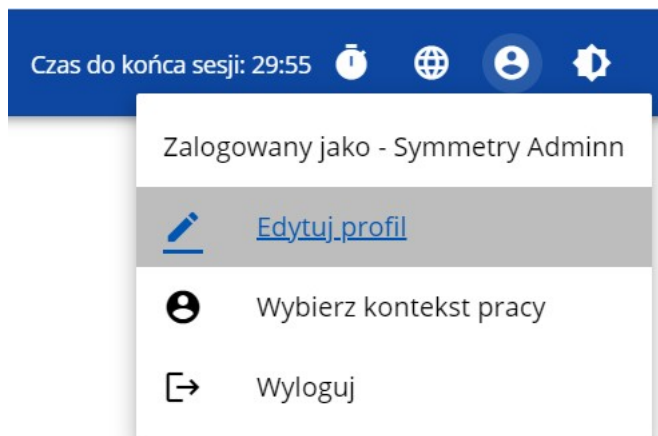 Czas do końca sesji: 29:55
Zalogowany jako - Symmetry Adminn
Edytuj profil
Wybierz kontekst pracy
Wyloguj